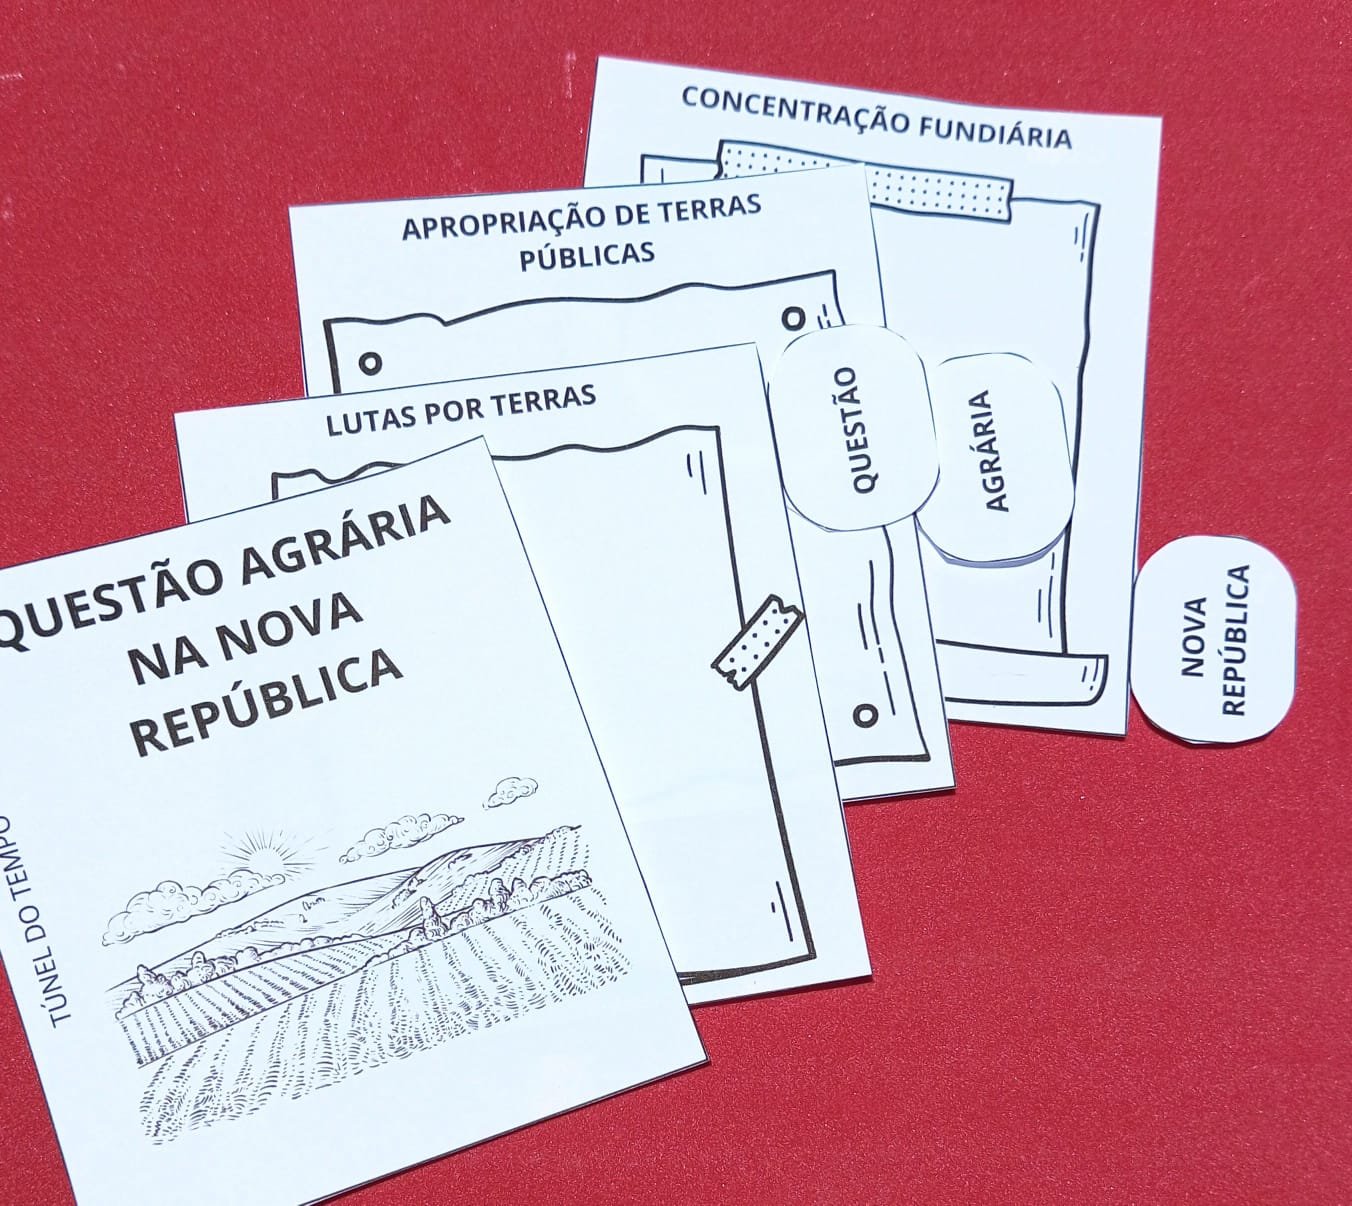 CONCENTRAÇÃO FUNDIÁRIA
APROPRIAÇÃO DE TERRAS
PÚBLICAS
LUTAS POR TERRAS
QUESTÃO AGRÁRIA
NA NOVA
REPÚBLICA
TÚNEL DO TEMPO
QUESTÃO
AGRÁRIA
NOVA
REPÚBLICA